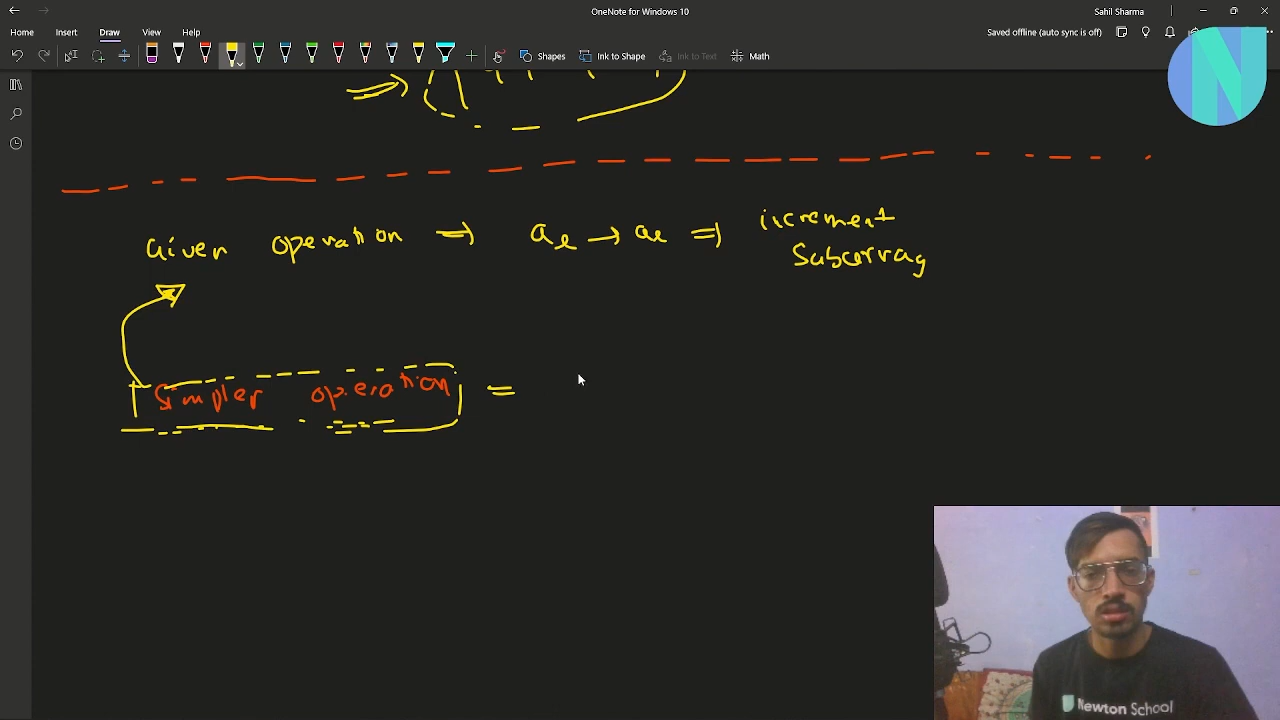 OneNote for Windows 10
Sahil Sharma
Home Insert Draw View Help
Saved offline (auto sync is off)
Shapes Ink to Shape Ink to Text Math
Given operation ⇒ al → ar ⇒ increment
Subarray
Simpler operation =
Newton School